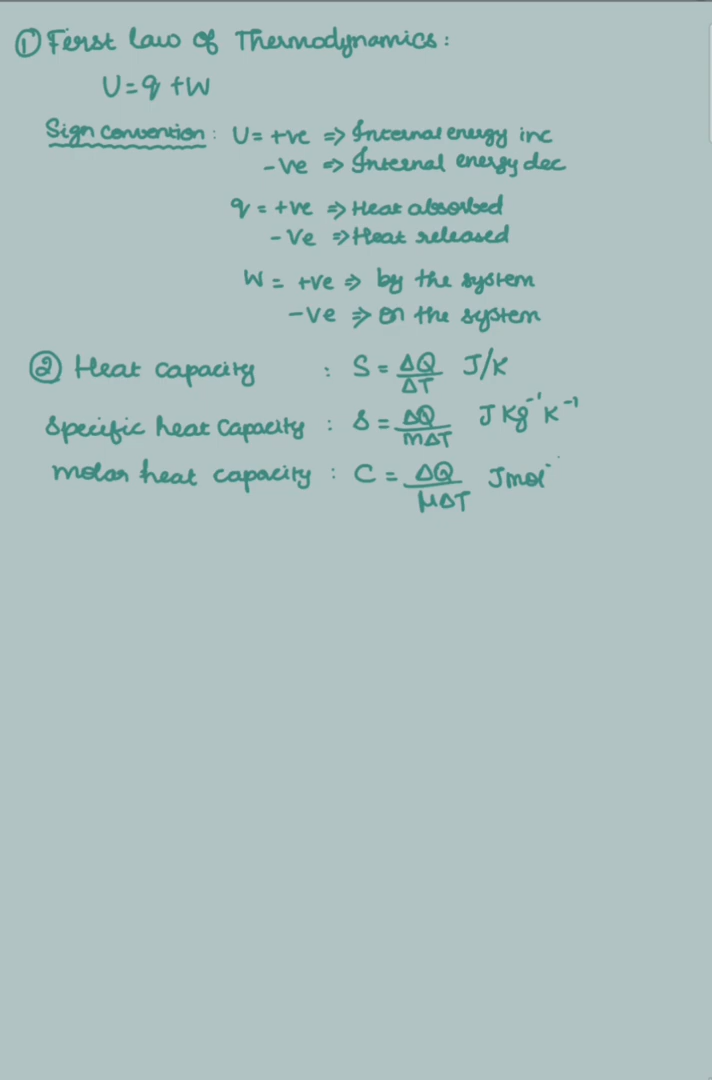 ① First law of Thermodynamics:
U = q + W
Sign convention: U = +ve ⇒ Internal energy inc
-ve ⇒ Internal energy dec
q = +ve ⇒ Heat absorbed
-ve ⇒ Heat released
W = +ve ⇒ by the system
-ve ⇒ on the system
② Heat capacity : S = ΔQ/ΔT J/K
Specific heat capacity : s = ΔQ/mΔT J Kg⁻¹ K⁻¹
molar heat capacity : C = ΔQ/μΔT J mol⁻